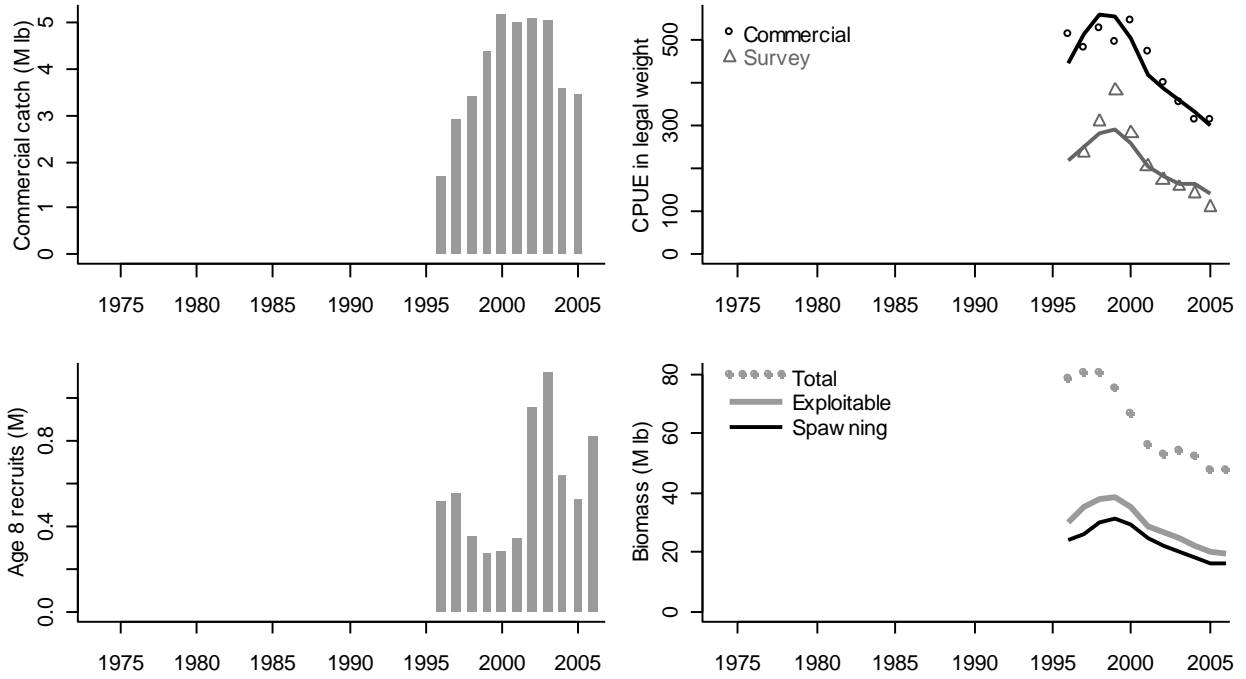 Commercial catch (M lb)
5
4
3
2
1
0
1975 1980 1985 1990 1995 2000 2005
CPUE in legal weight
500
300
100
0
Commercial
Survey
1975 1980 1985 1990 1995 2000 2005
Age 8 recruits (M)
0.8
0.4
0.0
1975 1980 1985 1990 1995 2000 2005
Biomass (M lb)
80
60
40
20
0
Total
Exploitable
Spaw ning
1975 1980 1985 1990 1995 2000 2005